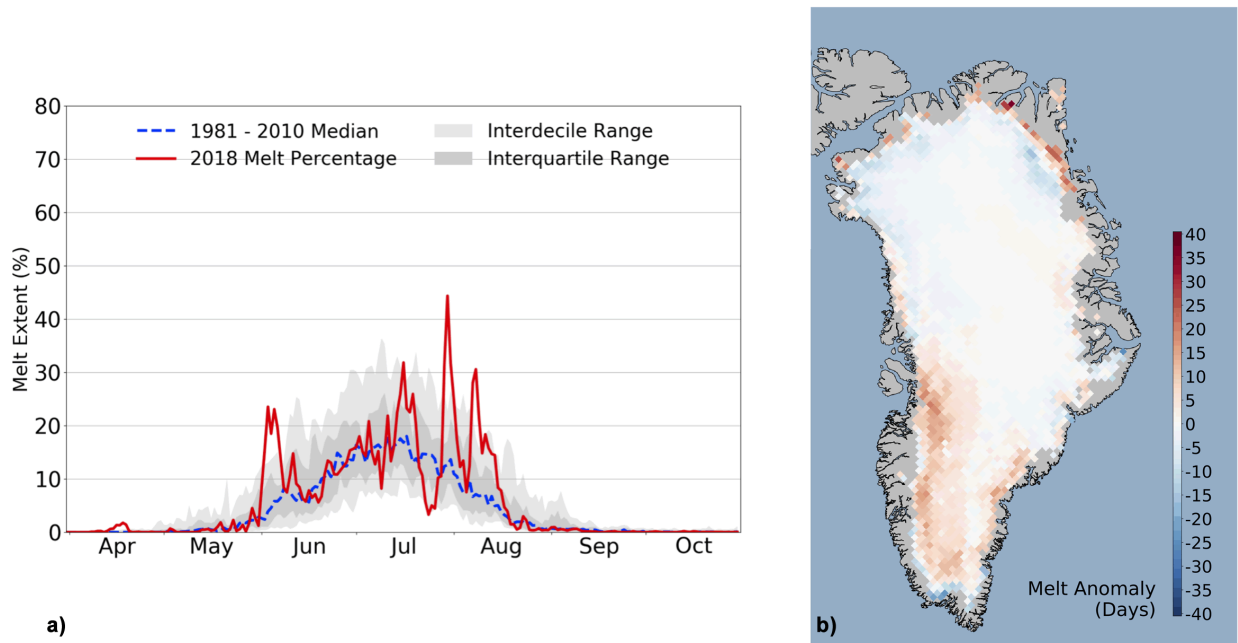 80
70
60
50
40
30
20
10
0
Melt Extent (%)
1981 - 2010 Median
2018 Melt Percentage
Interdecile Range
Interquartile Range
Apr May Jun Jul Aug Sep Oct
a)
40
35
30
25
20
15
10
5
0
-5
-10
-15
-20
-25
-30
-35
-40
Melt Anomaly
(Days)
b)